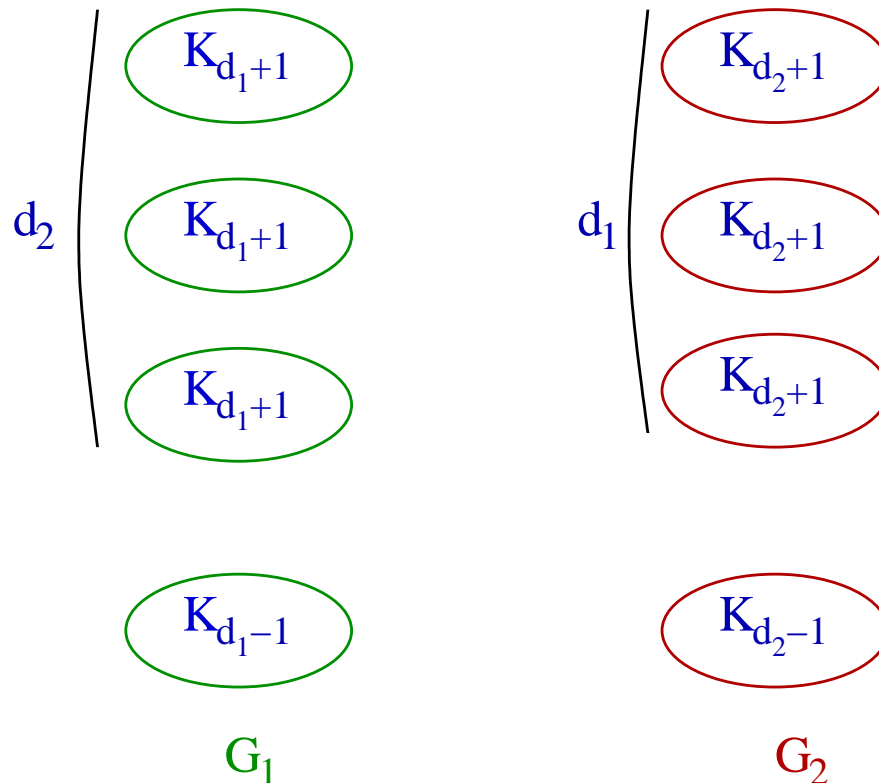 K_{d_1+1} K_{d_2+1}
d_2 K_{d_1+1} d_1 K_{d_2+1}
K_{d_1+1} K_{d_2+1}
K_{d_1−1} K_{d_2−1}
G_1 G_2